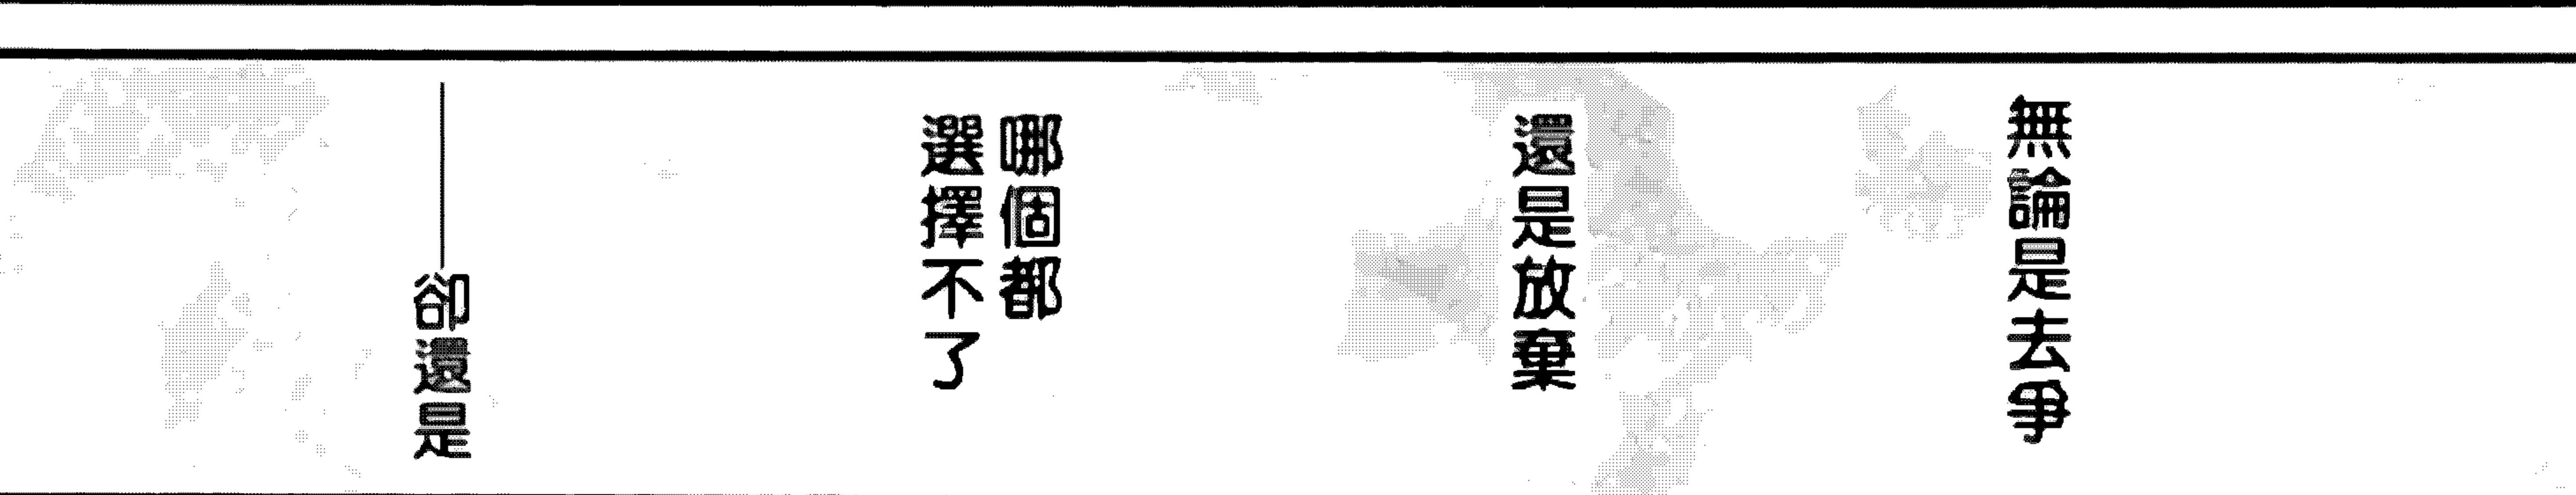 無論是去爭
還是放棄
哪個都
選擇不了
——卻還是